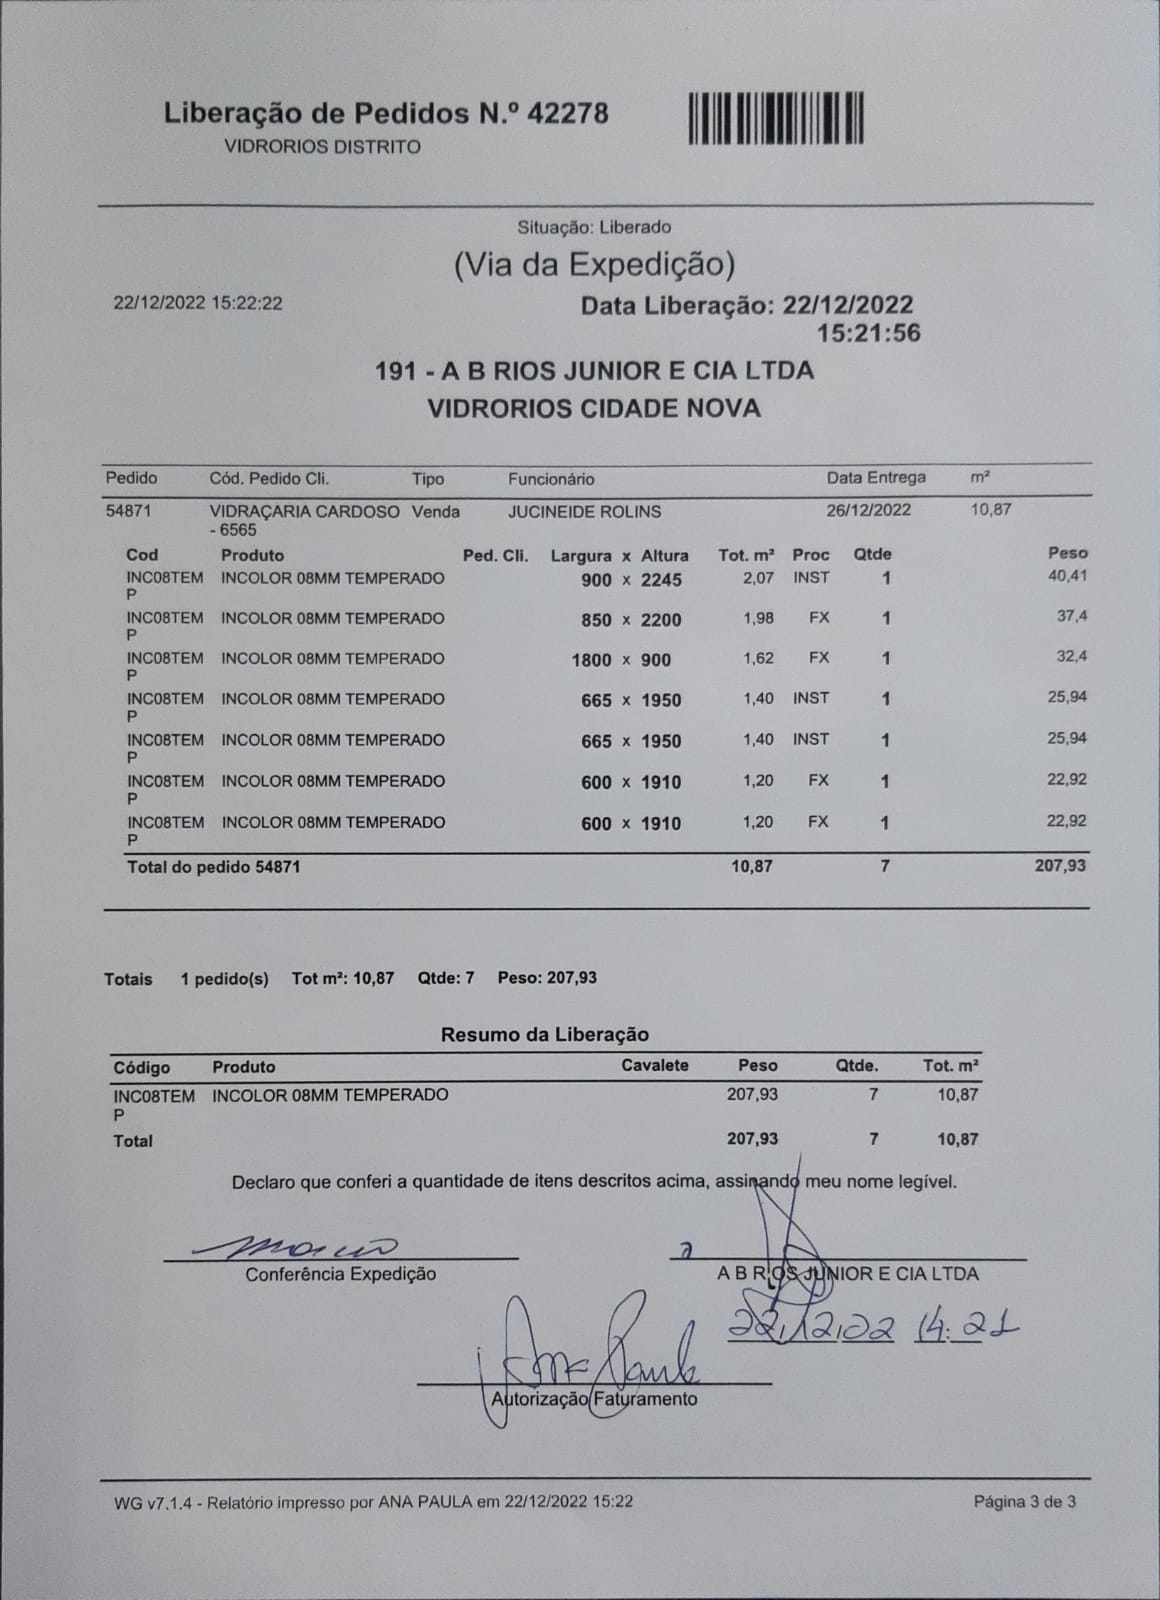 Liberação de Pedidos N.º 42278
VIDRORIOS DISTRITO
Situação: Liberado
(Via da Expedição)
22/12/2022 15:22:22 Data Liberação: 22/12/2022
15:21:56
191 - A B RIOS JUNIOR E CIA LTDA
VIDRORIOS CIDADE NOVA
Pedido Cód. Pedido Cli. Tipo Funcionário Data Entrega m²
54871 VIDRAÇARIA CARDOSO Venda JUCINEIDE ROLINS 26/12/2022 10,87
- 6565
Cod Produto Ped. Cli. Largura x Altura Tot. m² Proc Qtde Peso
INC08TEM INCOLOR 08MM TEMPERADO 900 x 2245 2,07 INST 1 40,41
P
INC08TEM INCOLOR 08MM TEMPERADO 850 x 2200 1,98 FX 1 37,4
P
INC08TEM INCOLOR 08MM TEMPERADO 1800 x 900 1,62 FX 1 32,4
P
INC08TEM INCOLOR 08MM TEMPERADO 665 x 1950 1,40 INST 1 25,94
P
INC08TEM INCOLOR 08MM TEMPERADO 665 x 1950 1,40 INST 1 25,94
P
INC08TEM INCOLOR 08MM TEMPERADO 600 x 1910 1,20 FX 1 22,92
P
INC08TEM INCOLOR 08MM TEMPERADO 600 x 1910 1,20 FX 1 22,92
P
Total do pedido 54871 10,87 7 207,93
Totais 1 pedido(s) Tot m²: 10,87 Qtde: 7 Peso: 207,93
Resumo da Liberação
Código Produto Cavalete Peso Qtde. Tot. m²
INC08TEM INCOLOR 08MM TEMPERADO 207,93 7 10,87
P
Total 207,93 7 10,87
Declaro que conferi a quantidade de itens descritos acima, assinando meu nome legível.
Conferência Expedição A B RIOS JUNIOR E CIA LTDA
22,12,22 14:21
Ana Paula
Autorização Faturamento
WG v7.1.4 - Relatório impresso por ANA PAULA em 22/12/2022 15:22 Página 3 de 3